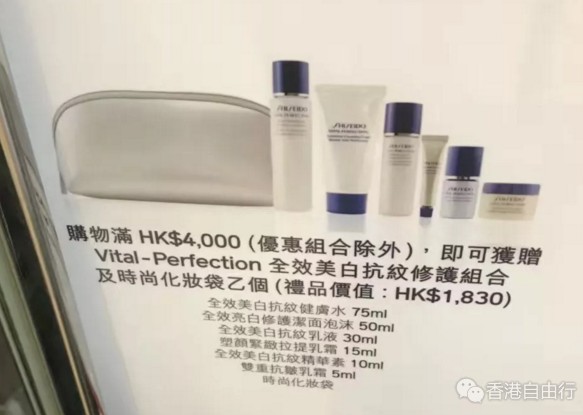 SHISEIDO
SHISEIDO
SHISEIDO
SHISEIDO
購物滿 HK$4,000 (優惠組合除外),即可獲贈
Vital-Perfection 全效美白抗紋修護組合
及時尚化妝袋乙個 (禮品價值:HK$1,830)
全效美白抗紋健膚水 75ml
全效亮白修護潔面泡沫 50ml
全效美白抗紋乳液 30ml
塑顏緊緻拉提乳霜 15ml
全效美白抗紋精華素 10ml
雙重抗皺乳霜 5ml
時尚化妝袋
香港自由行